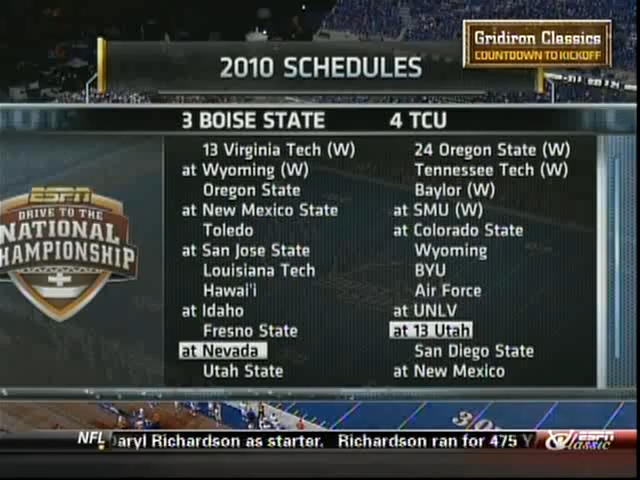 Gridiron Classics
COUNTDOWN TO KICKOFF
2010 SCHEDULES
3 BOISE STATE
13 Virginia Tech (W)
at Wyoming (W)
Oregon State
at New Mexico State
Toledo
at San Jose State
Louisiana Tech
Hawai'i
at Idaho
Fresno State
at Nevada
Utah State
4 TCU
24 Oregon State (W)
Tennessee Tech (W)
Baylor (W)
at SMU (W)
at Colorado State
Wyoming
BYU
Air Force
at UNLV
at 13 Utah
San Diego State
at New Mexico
ESPN
DRIVE TO THE
NATIONAL
CHAMPIONSHIP
NFL aryl Richardson as starter. Richardson ran for 475 Y
ESPN
Classic